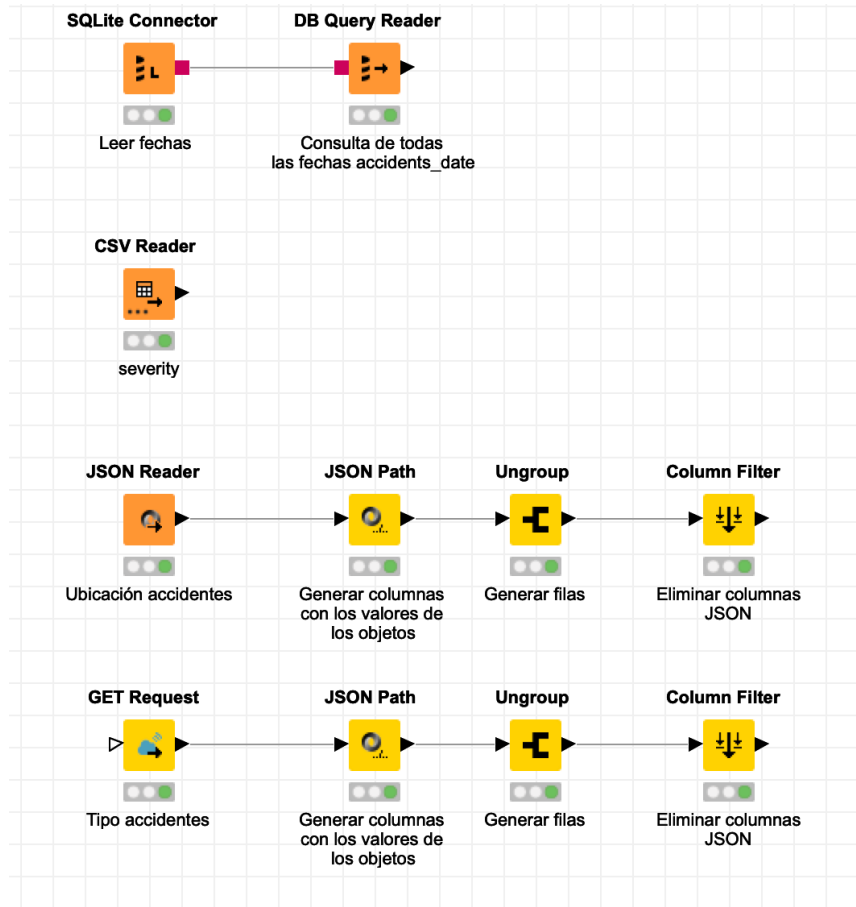 SQLite Connector
DB Query Reader
Leer fechas
Consulta de todas
las fechas accidents_date
CSV Reader
severity
JSON Reader
JSON Path
Ungroup
Column Filter
Ubicación accidentes
Generar columnas
con los valores de
los objetos
Generar filas
Eliminar columnas
JSON
GET Request
JSON Path
Ungroup
Column Filter
Tipo accidentes
Generar columnas
con los valores de
los objetos
Generar filas
Eliminar columnas
JSON